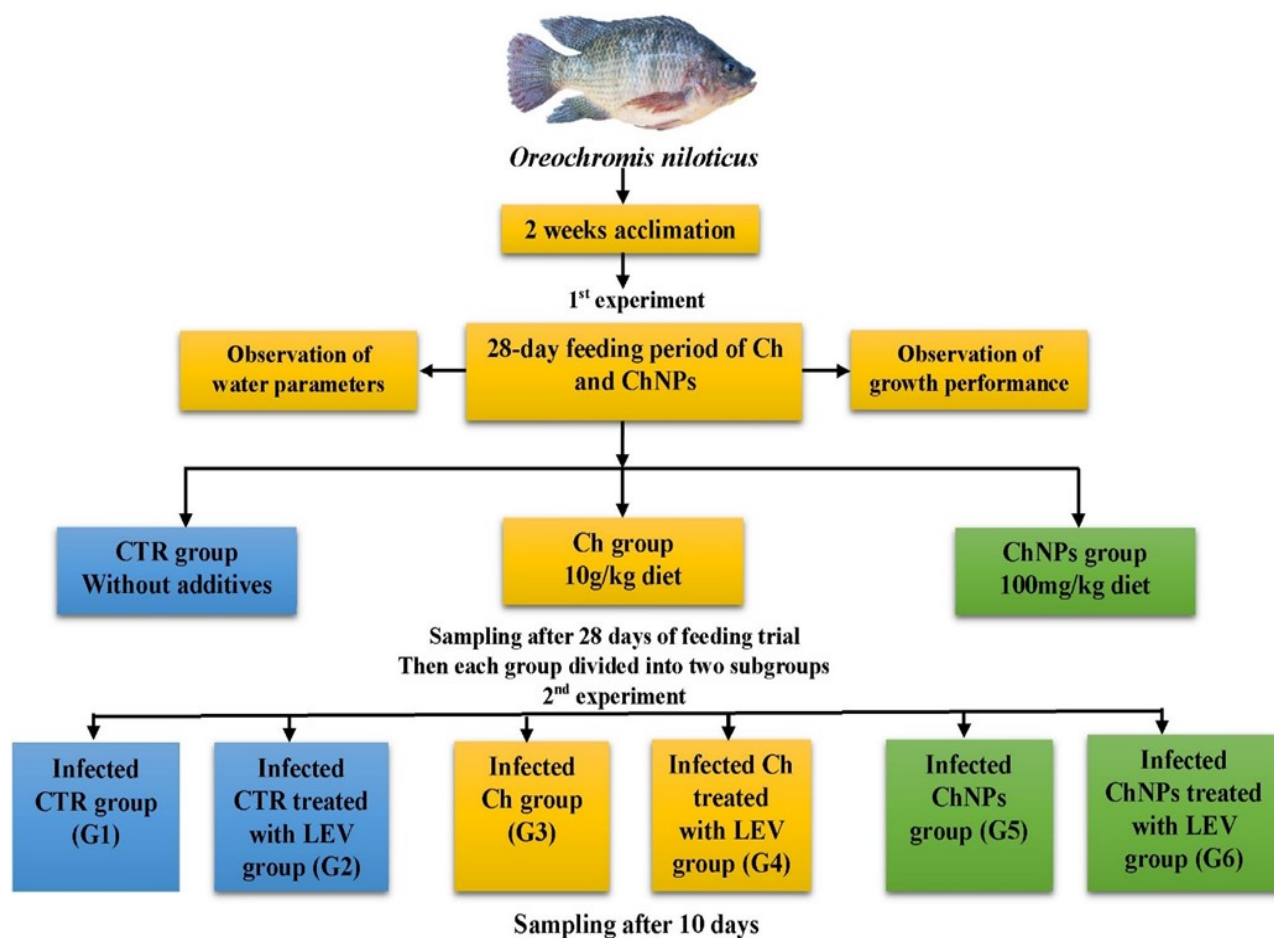 Oreochromis niloticus
2 weeks acclimation
1st experiment
Observation of
water parameters
28-day feeding period of Ch
and ChNPs
Observation of
growth performance
CTR group
Without additives
Ch group
10g/kg diet
ChNPs group
100mg/kg diet
Sampling after 28 days of feeding trial
Then each group divided into two subgroups
2nd experiment
Infected
CTR group
(G1)
Infected
CTR treated
with LEV
group (G2)
Infected
Ch group
(G3)
Infected Ch
treated
with LEV
group (G4)
Infected
ChNPs
group (G5)
Infected
ChNPs treated
with LEV
group (G6)
Sampling after 10 days